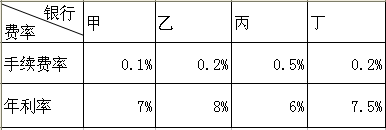 银行
费率 甲 乙 丙 丁
手续费率 0.1% 0.2% 0.5% 0.2%
年利率 7% 8% 6% 7.5%